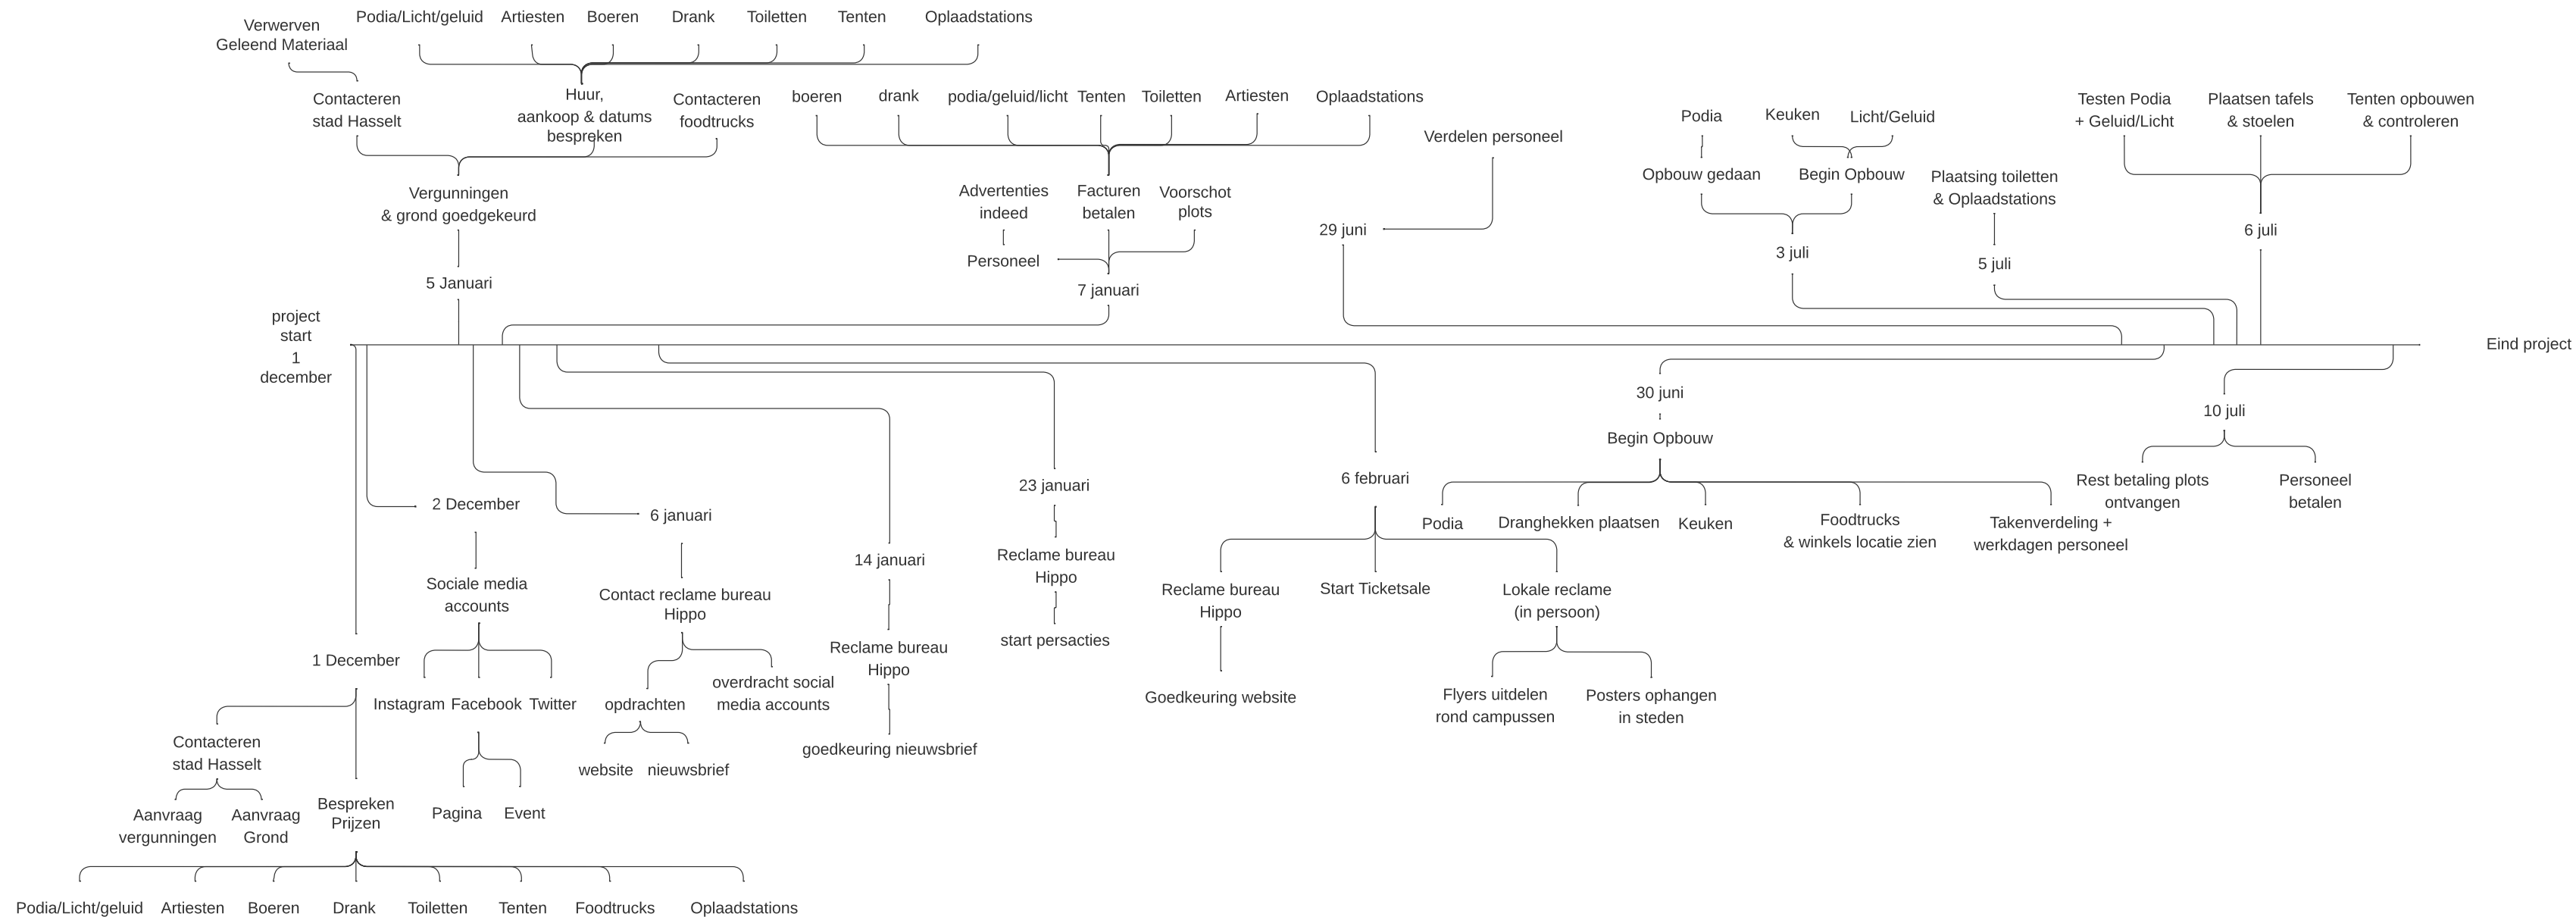 Verwerven
Geleend Materiaal
Podia/Licht/geluid
Artiesten
Boeren
Drank
Toiletten
Tenten
Oplaadstations
Contacteren
stad Hasselt
Huur,
aankoop & datums
bespreken
Contacteren
foodtrucks
boeren
drank
podia/geluid/licht
Tenten
Toiletten
Artiesten
Oplaadstations
Verdelen personeel
Podia
Keuken
Licht/Geluid
Testen Podia
+ Geluid/Licht
Plaatsen tafels
& stoelen
Tenten opbouwen
& controleren
Vergunningen
& grond goedgekeurd
Advertenties
indeed
Facturen
betalen
Voorschot
plots
Opbouw gedaan
Begin Opbouw
Plaatsing toiletten
& Oplaadstations
29 juni
6 juli
Personeel
3 juli
5 juli
5 Januari
7 januari
project
start
1
december
Eind project
30 juni
10 juli
Begin Opbouw
2 December
6 januari
23 januari
6 februari
Podia
Dranghekken plaatsen
Keuken
Foodtrucks
& winkels locatie zien
Takenverdeling +
werkdagen personeel
Rest betaling plots
ontvangen
Personeel
betalen
14 januari
Sociale media
accounts
Contact reclame bureau
Hippo
Reclame bureau
Hippo
Reclame bureau
Hippo
Start Ticketsale
Lokale reclame
(in persoon)
1 December
Reclame bureau
Hippo
start persacties
Instagram
Facebook
Twitter
opdrachten
overdracht social
media accounts
Goedkeuring website
Flyers uitdelen
rond campussen
Posters ophangen
in steden
Contacteren
stad Hasselt
goedkeuring nieuwsbrief
website
nieuwsbrief
Aanvraag
vergunningen
Aanvraag
Grond
Bespreken
Prijzen
Pagina
Event
Podia/Licht/geluid
Artiesten
Boeren
Drank
Toiletten
Tenten
Foodtrucks
Oplaadstations